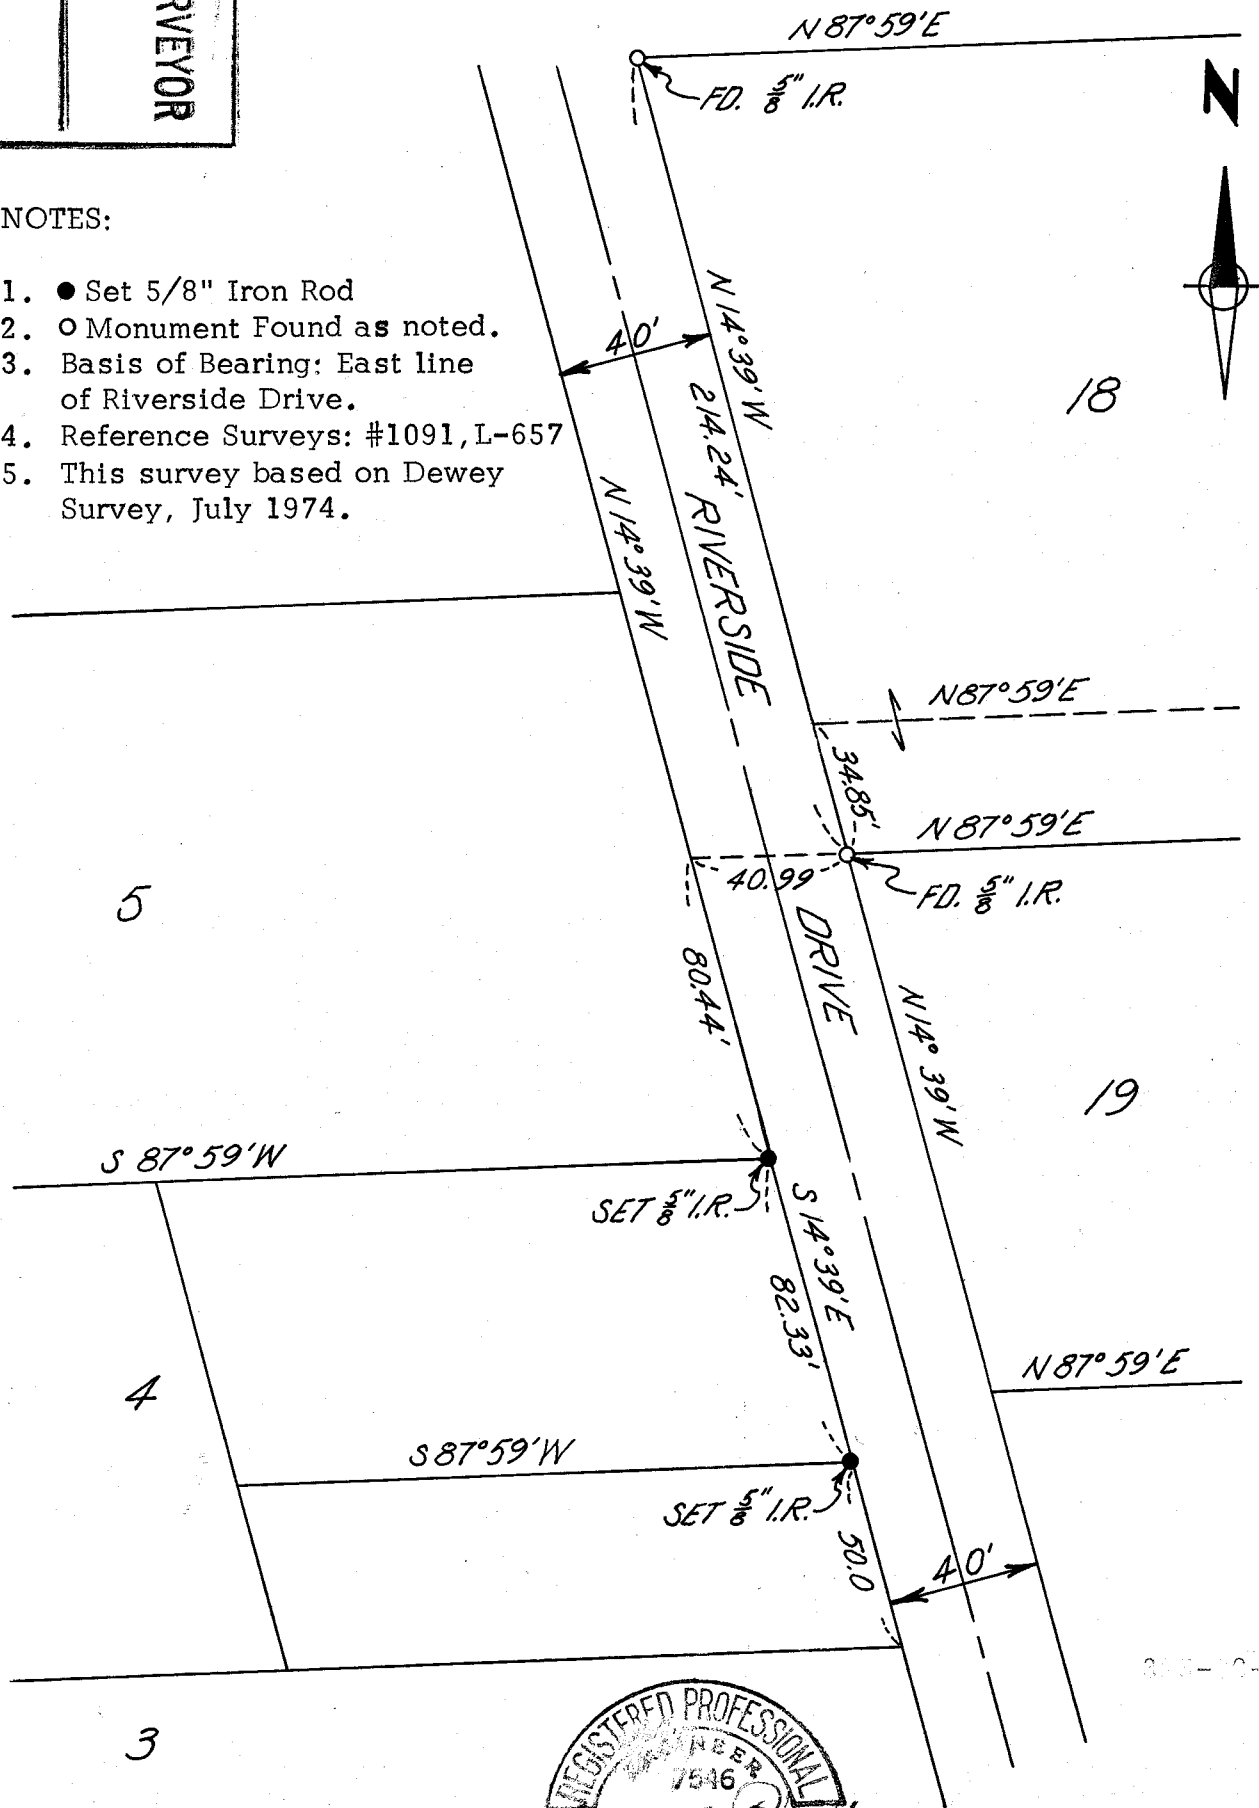 RVEYOR
N 87°59'E
FD. 5/8" I.R.
N
NOTES:
1. ● Set 5/8" Iron Rod
2. O Monument Found as noted.
3. Basis of Bearing: East line
of Riverside Drive.
4. Reference Surveys: #1091, L-657
5. This survey based on Dewey
Survey, July 1974.
40'
N 14°39'W
214.24'
18
N 14°39'W
RIVERSIDE
N87°59'E
34.85'
N 87°59'E
40.99
FD. 5/8" I.R.
5
DRIVE
80.44'
N 14° 39'W
19
S 87°59'W
SET 5/8" I.R.
S 14°39'E
82.33'
N 87°59'E
4
S 87°59'W
SET 5/8" I.R.
50.0
40'
3
REGISTERED PROFESSIONAL
ENGINEER
7546